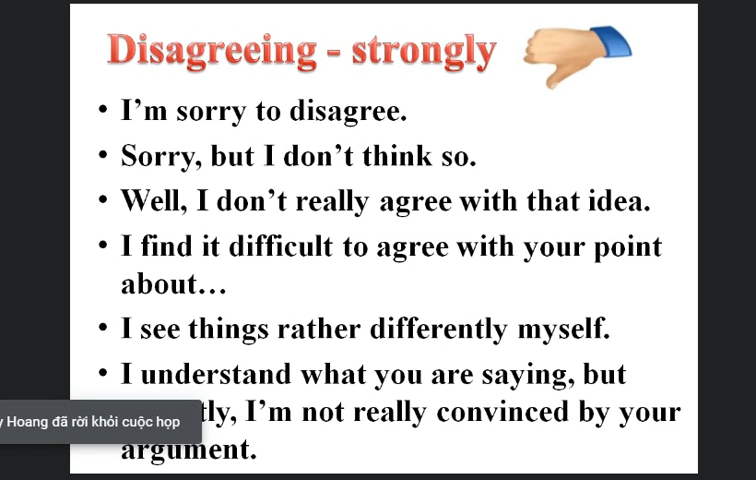 Disagreeing - strongly
• I'm sorry to disagree.
• Sorry, but I don't think so.
• Well, I don't really agree with that idea.
• I find it difficult to agree with your point
about…
• I see things rather differently myself.
• I understand what you are saying, but
I'm not really convinced by your
argument.
Hoang đã rời khỏi cuộc họp